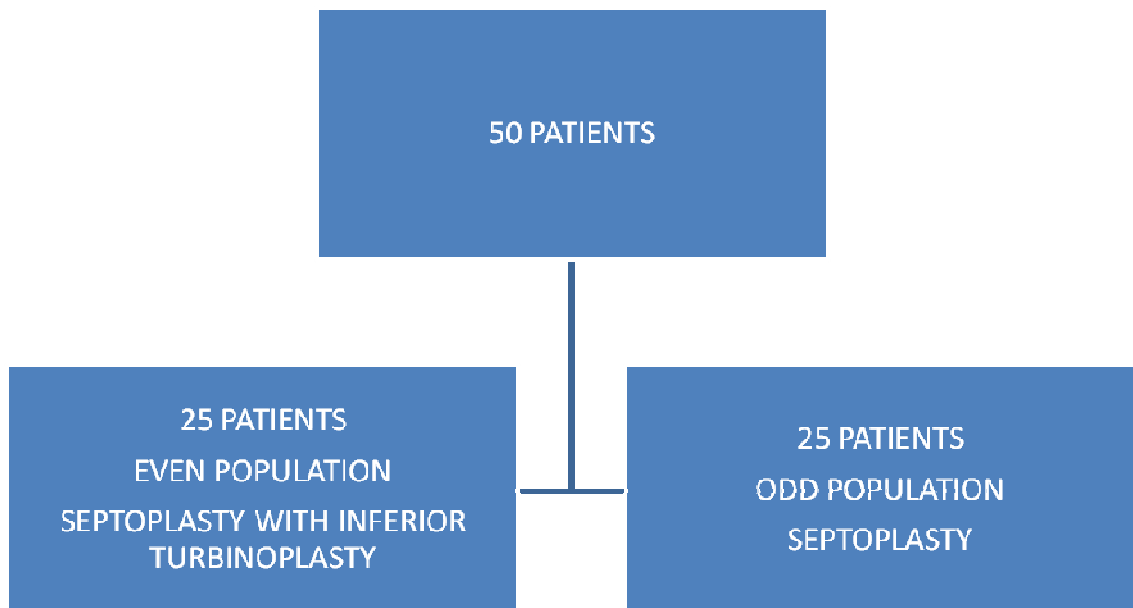 50 PATIENTS
25 PATIENTS
EVEN POPULATION
SEPTOPLASTY WITH INFERIOR
TURBINOPLASTY
25 PATIENTS
ODD POPULATION
SEPTOPLASTY